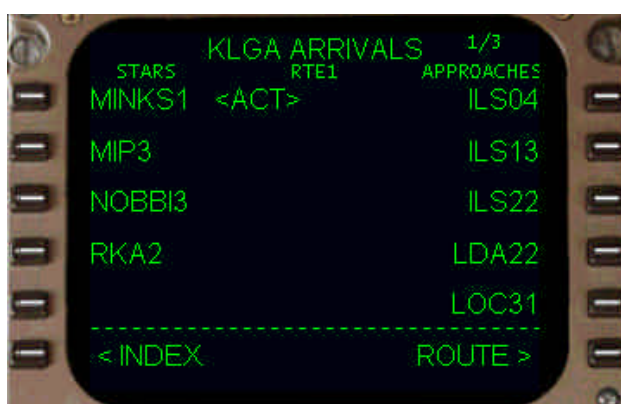 KLGA ARRIVALS 1/3
STARS RTE1 APPROACHES
MINKS1 <ACT> ILS04
MIP3 ILS13
NOBBI3 ILS22
RKA2 LDA22
LOC31
< INDEX ROUTE >